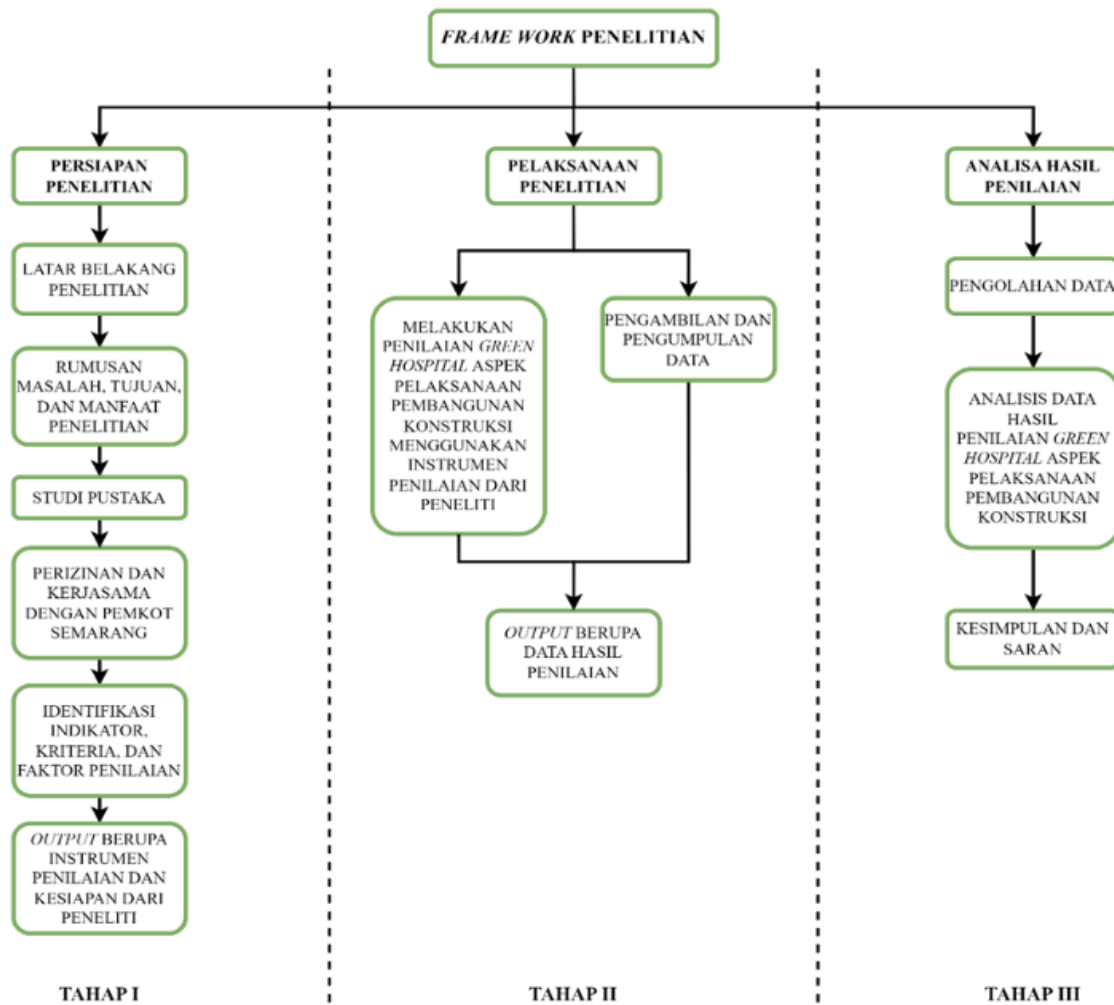 FRAME WORK PENELITIAN
PERSIAPAN
PENELITIAN
LATAR BELAKANG
PENELITIAN
RUMUSAN
MASALAH, TUJUAN,
DAN MANFAAT
PENELITIAN
STUDI PUSTAKA
PERIZINAN DAN
KERJASAMA
DENGAN PEMKOT
SEMARANG
IDENTIFIKASI
INDIKATOR,
KRITERIA, DAN
FAKTOR PENILAIAN
OUTPUT BERUPA
INSTRUMEN
PENILAIAN DAN
KESIAPAN DARI
PENELITI
TAHAP I
PELAKSANAAN
PENELITIAN
MELAKUKAN
PENILAIAN GREEN
HOSPITAL ASPEK
PELAKSANAAN
PEMBANGUNAN
KONSTRUKSI
MENGGUNAKAN
INSTRUMEN
PENILAIAN DARI
PENELITI
PENGAMBILAN DAN
PENGUMPULAN
DATA
OUTPUT BERUPA
DATA HASIL
PENILAIAN
TAHAP II
ANALISA HASIL
PENILAIAN
PENGOLAHAN DATA
ANALISIS DATA
HASIL
PENILAIAN GREEN
HOSPITAL ASPEK
PELAKSANAAN
PEMBANGUNAN
KONSTRUKSI
KESIMPULAN DAN
SARAN
TAHAP III